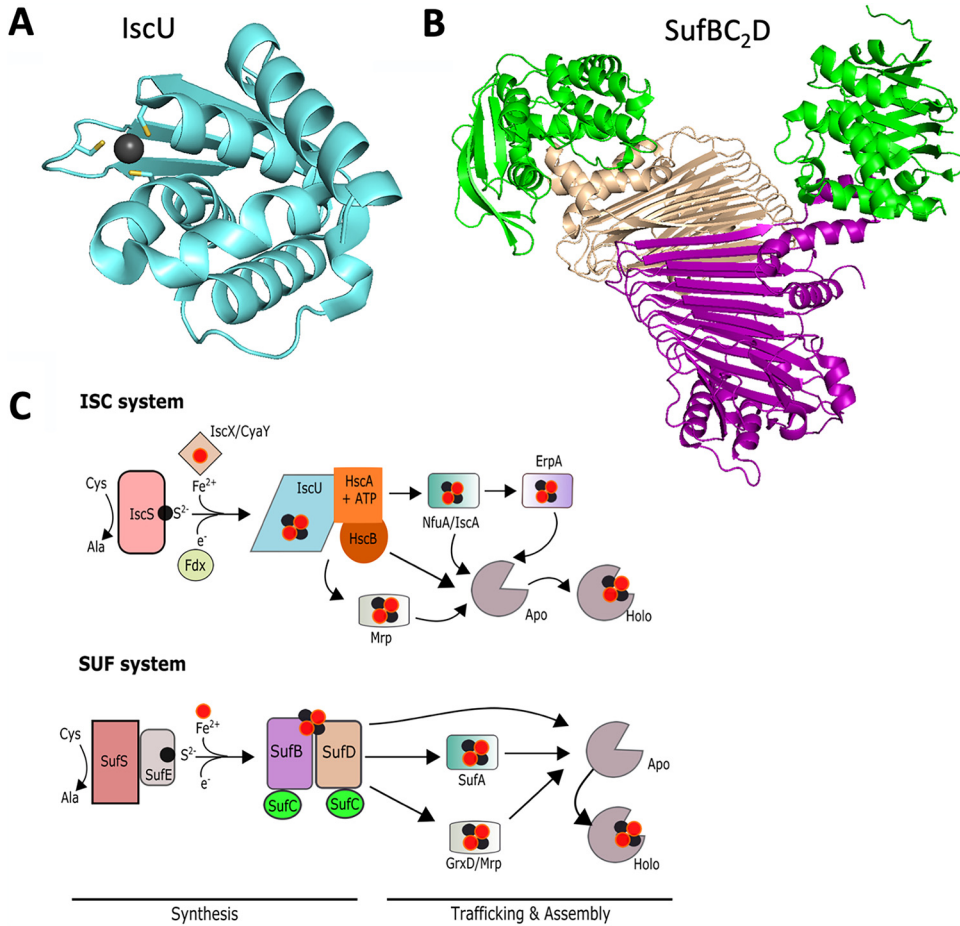 A
IscU
B
SufBC₂D
C
ISC system
IscX/CyaY
Cys
Fe²⁺
IscS
S²⁻
Ala
e⁻
Fdx
IscU
HscA
+ ATP
HscB
NfuA/IscA
ErpA
Mrp
Apo
Holo
SUF system
Cys
Fe²⁺
SufS
SufE
S²⁻
Ala
e⁻
SufB
SufD
SufC
SufC
SufA
GrxD/Mrp
Apo
Holo
Synthesis
Trafficking & Assembly